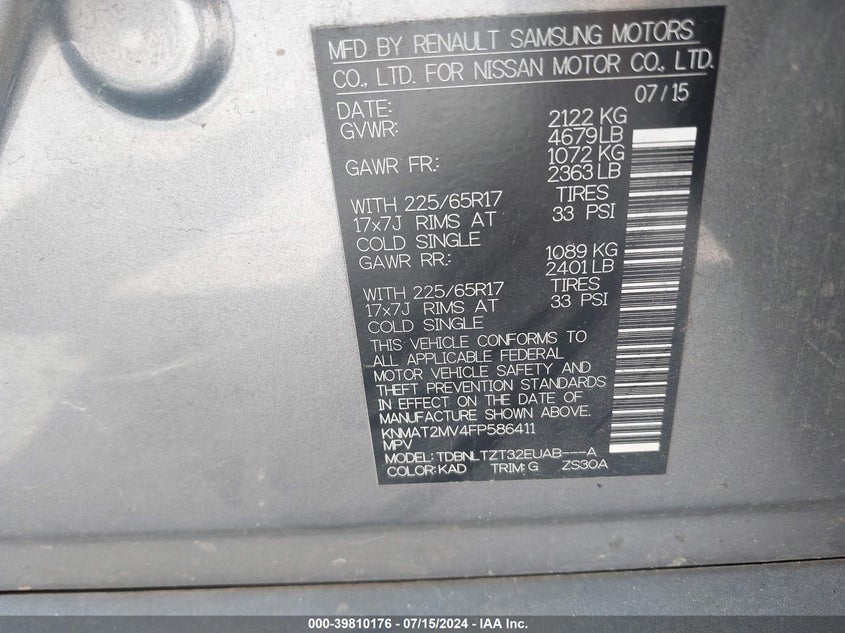 MFD BY RENAULT SAMSUNG MOTORS
CO., LTD. FOR NISSAN MOTOR CO., LTD.
DATE: 07/15
GVWR: 2122 KG
4679 LB
GAWR FR: 1072 KG
2363 LB
WITH 225/65R17 TIRES
17x7J RIMS AT 33 PSI
COLD SINGLE
GAWR RR: 1089 KG
2401 LB
WITH 225/65R17 TIRES
17x7J RIMS AT 33 PSI
COLD SINGLE
THIS VEHICLE CONFORMS TO
ALL APPLICABLE FEDERAL
MOTOR VEHICLE SAFETY AND
THEFT PREVENTION STANDARDS
IN EFFECT ON THE DATE OF
MANUFACTURE SHOWN ABOVE.
KNMAT2MV4FP586411
MPV
MODEL: TDBNLTZT32EUAB---A
COLOR: KAD TRIM: G ZS30A
000-39810176 - 07/15/2024 - IAA Inc.